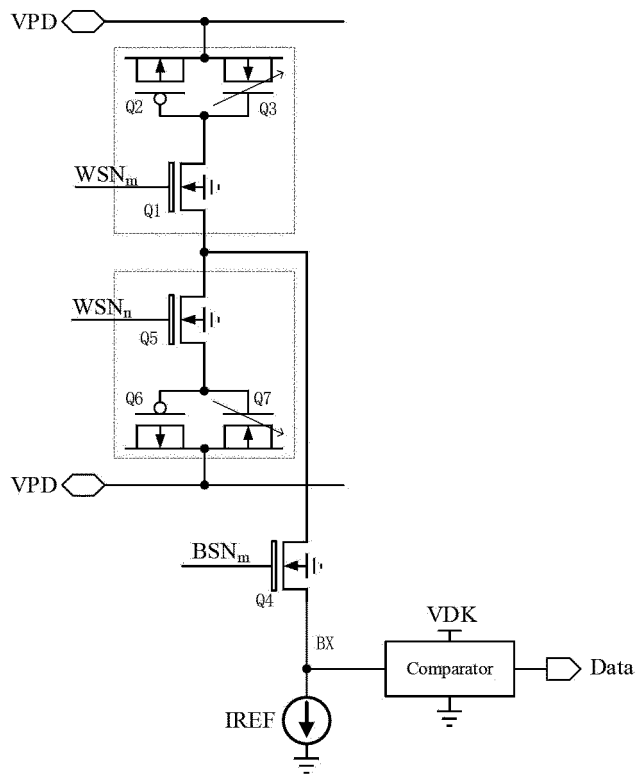 VPD
Q2
Q3
WSNm
Q1
WSNn
Q5
Q6
Q7
VPD
BSNm
Q4
VDK
BX
Comparator
Data
IREF